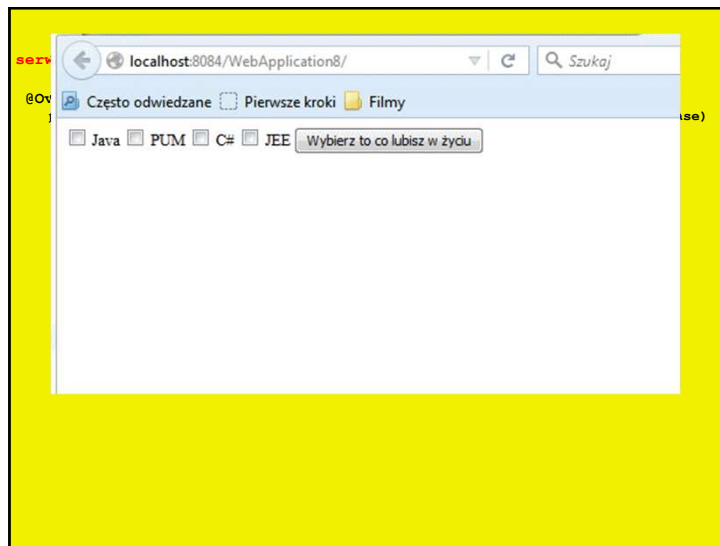 serw
localhost:8084/WebApplication8/
Szukaj
@Ov
Często odwiedzane Pierwsze kroki Filmy
se)
Java PUM C# JEE Wybierz to co lubisz w życiu